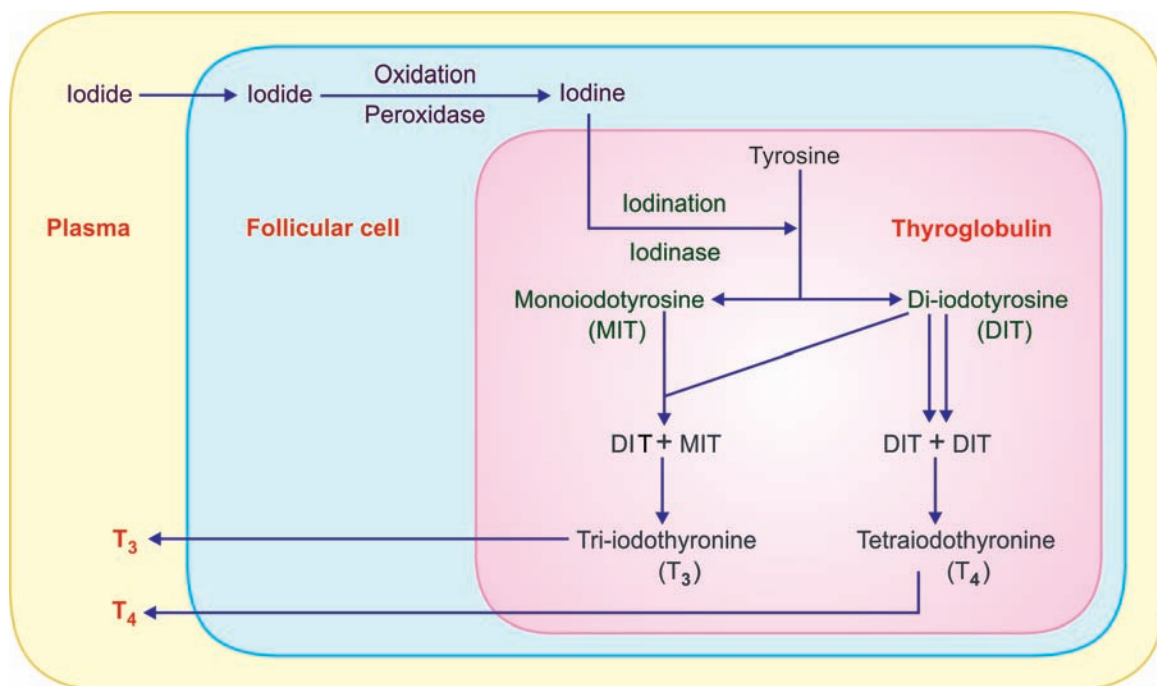 Oxidation
Iodide Iodide Iodine
Peroxidase
Tyrosine
Iodination
Plasma Follicular cell Thyroglobulin
Iodinase
Monoiodotyrosine Di-iodotyrosine
(MIT) (DIT)
DIT + MIT DIT + DIT
T₃ Tri-iodothyronine Tetraiodothyronine
(T₃) (T₄)
T₄